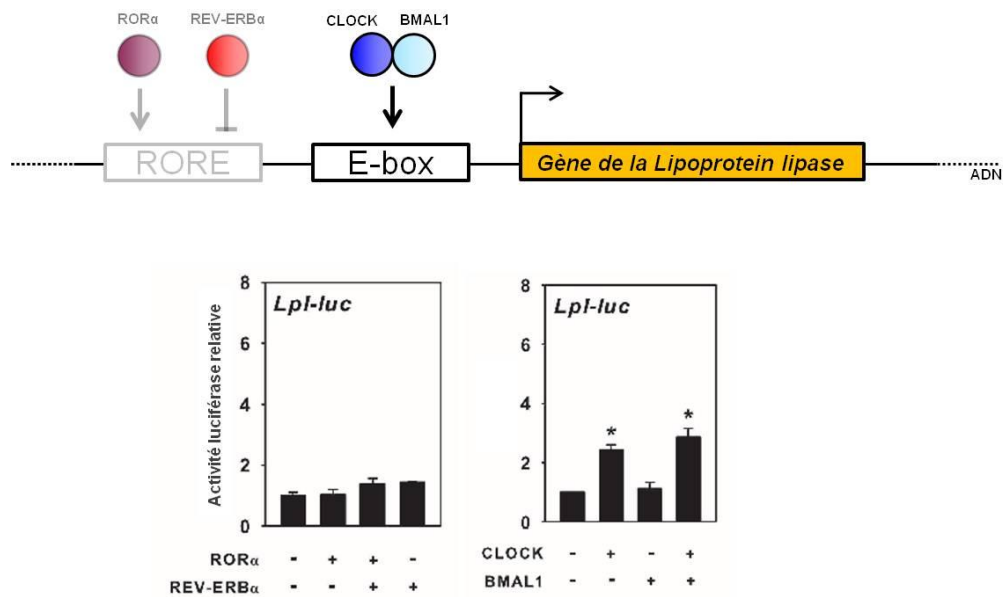 RORα REV-ERBα CLOCK BMAL1
RORE E-box Gène de la Lipoprotein lipase
ADN
Activité luciférase relative
8
6
4
2
0
Lpl-luc
RORα - + + -
REV-ERBα - - + +
8
6
4
2
0
Lpl-luc
* *
CLOCK - + - +
BMAL1 - - + +